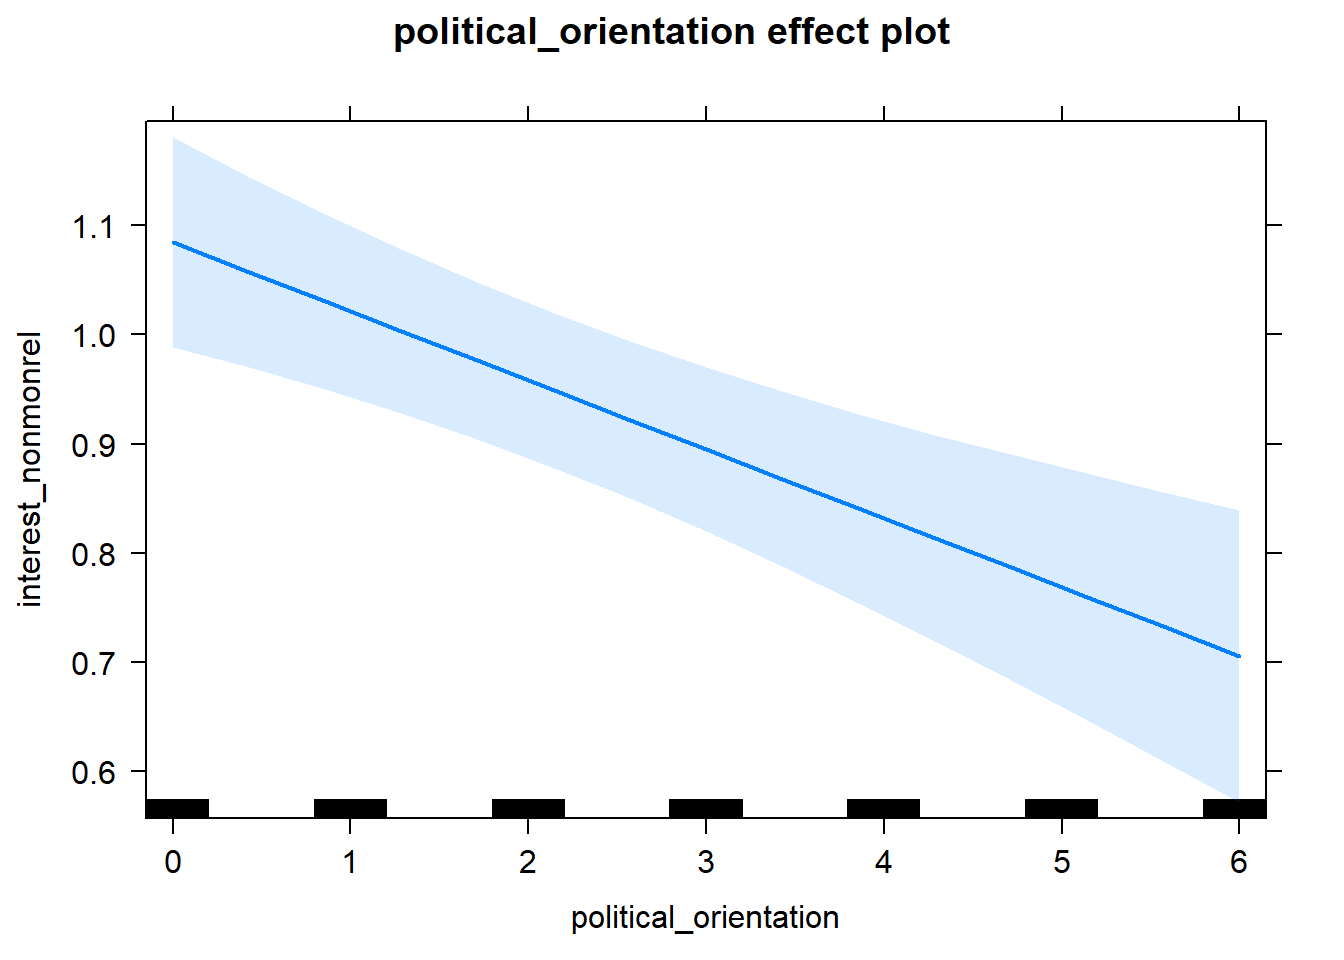 political_orientation effect plot
1.1
1.0
0.9
0.8
0.7
0.6
interest_nonmonrel
0 1 2 3 4 5 6
political_orientation